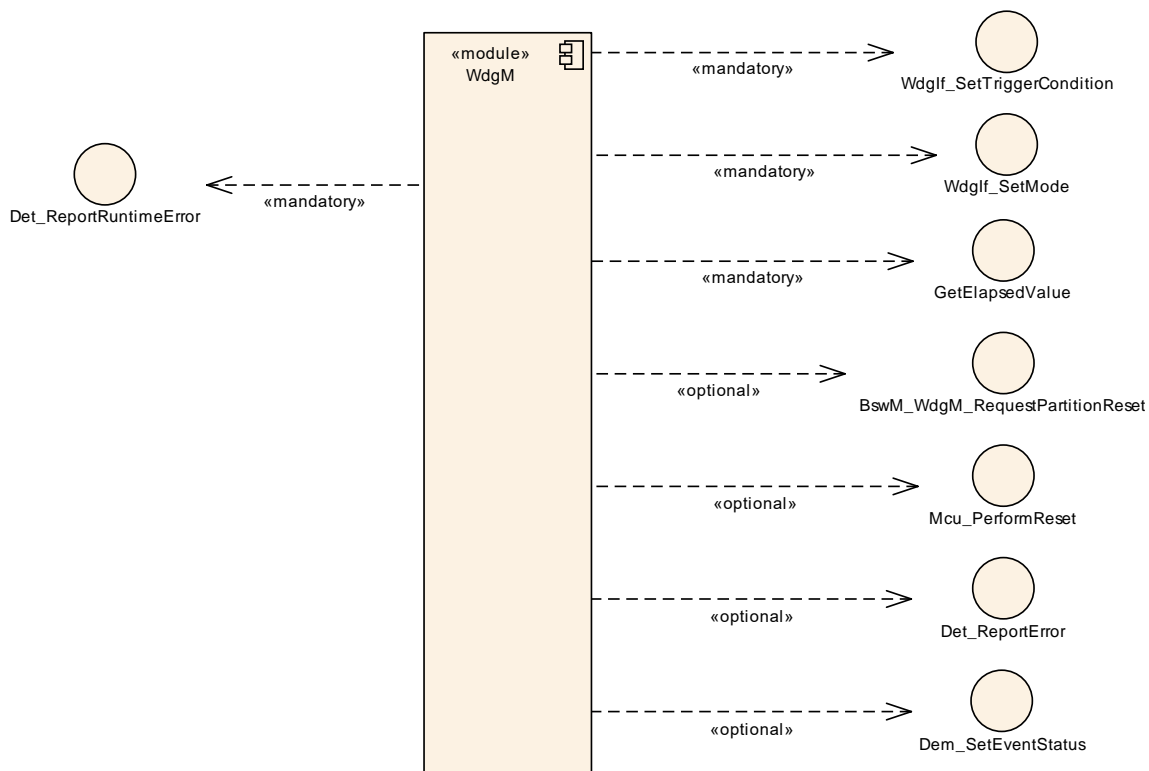 «module»
WdgM
«mandatory»
WdgIf_SetTriggerCondition
«mandatory»
WdgIf_SetMode
«mandatory»
Det_ReportRuntimeError
«mandatory»
GetElapsedValue
«optional»
BswM_WdgM_RequestPartitionReset
«optional»
Mcu_PerformReset
«optional»
Det_ReportError
«optional»
Dem_SetEventStatus